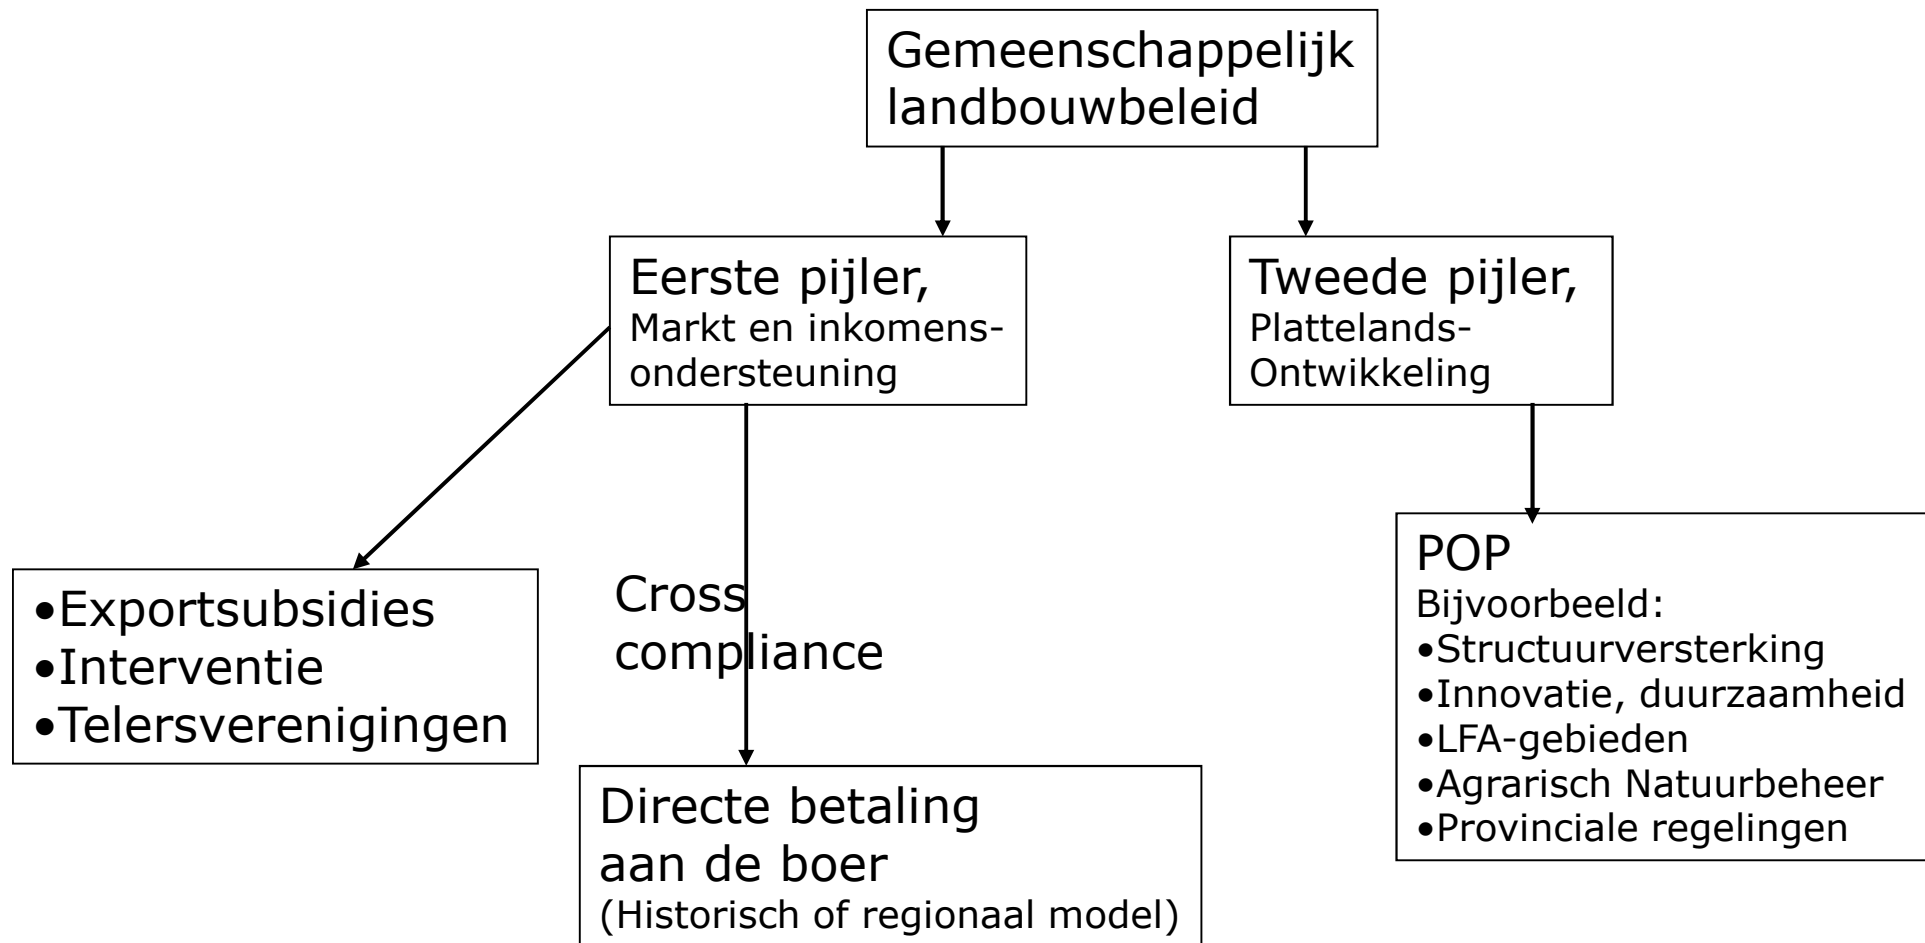 Gemeenschappelijk
landbouwbeleid
Eerste pijler,
Markt en inkomens-
ondersteuning
Tweede pijler,
Plattelands-
Ontwikkeling
•Exportsubsidies
•Interventie
•Telersverenigingen
Cross
compliance
Directe betaling
aan de boer
(Historisch of regionaal model)
POP
Bijvoorbeeld:
•Structuurversterking
•Innovatie, duurzaamheid
•LFA-gebieden
•Agrarisch Natuurbeheer
•Provinciale regelingen